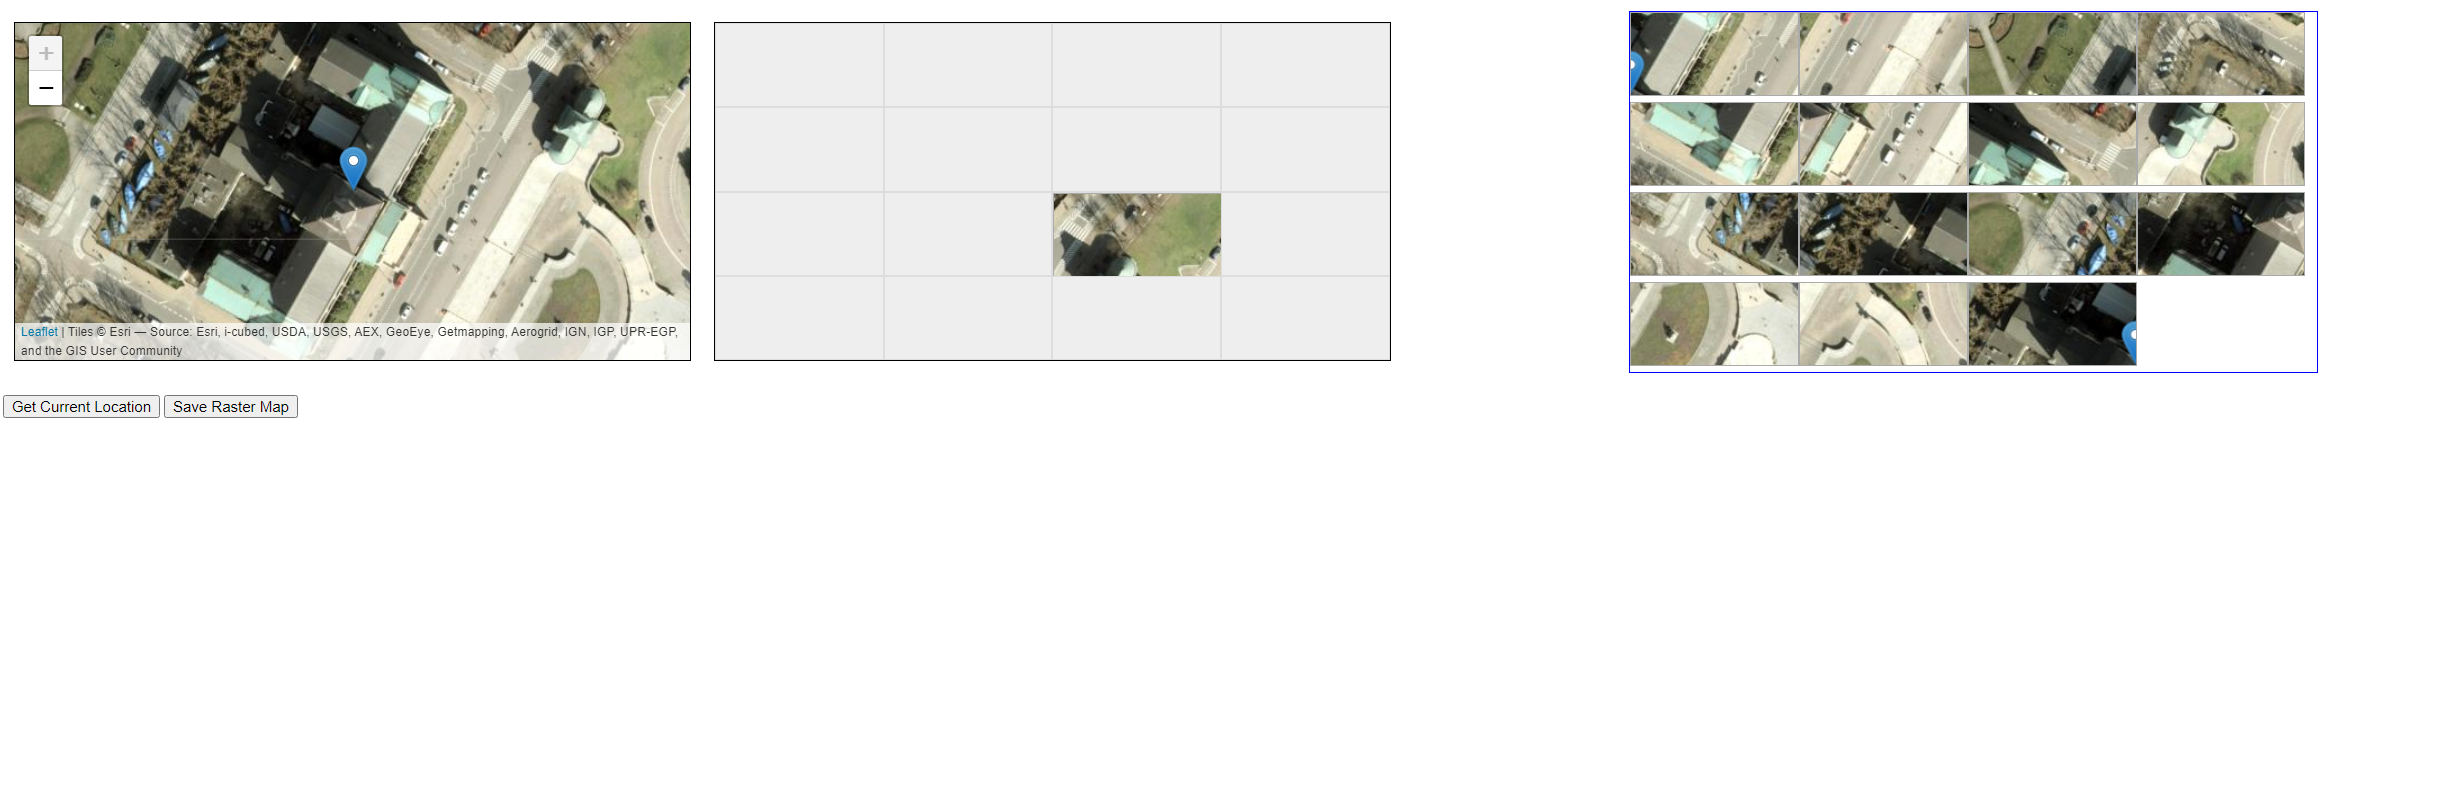 +
−
Leaflet | Tiles © Esri — Source: Esri, i-cubed, USDA, USGS, AEX, GeoEye, Getmapping, Aerogrid, IGN, IGP, UPR-EGP,
and the GIS User Community
Get Current Location Save Raster Map